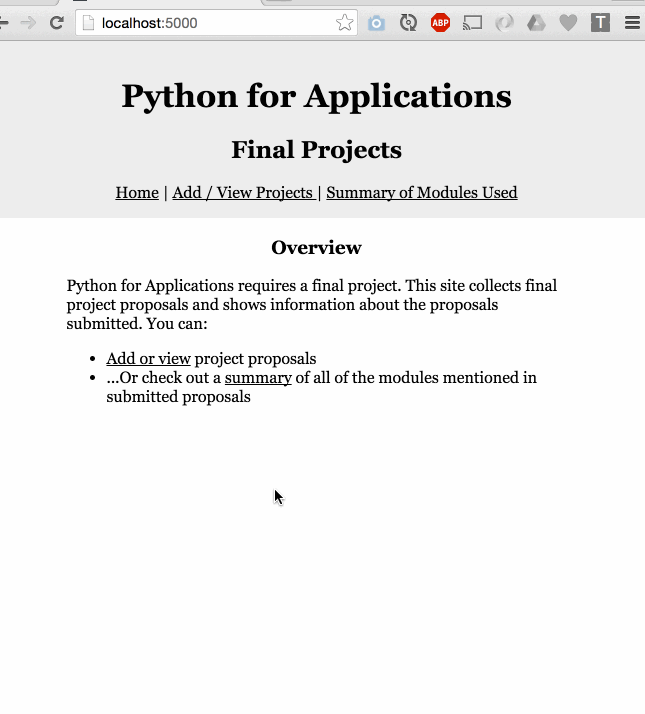 localhost:5000
ABP
T
Python for Applications
Final Projects
Home | Add / View Projects | Summary of Modules Used
Overview
Python for Applications requires a final project. This site collects final
project proposals and shows information about the proposals
submitted. You can:
• Add or view project proposals
• ...Or check out a summary of all of the modules mentioned in
submitted proposals